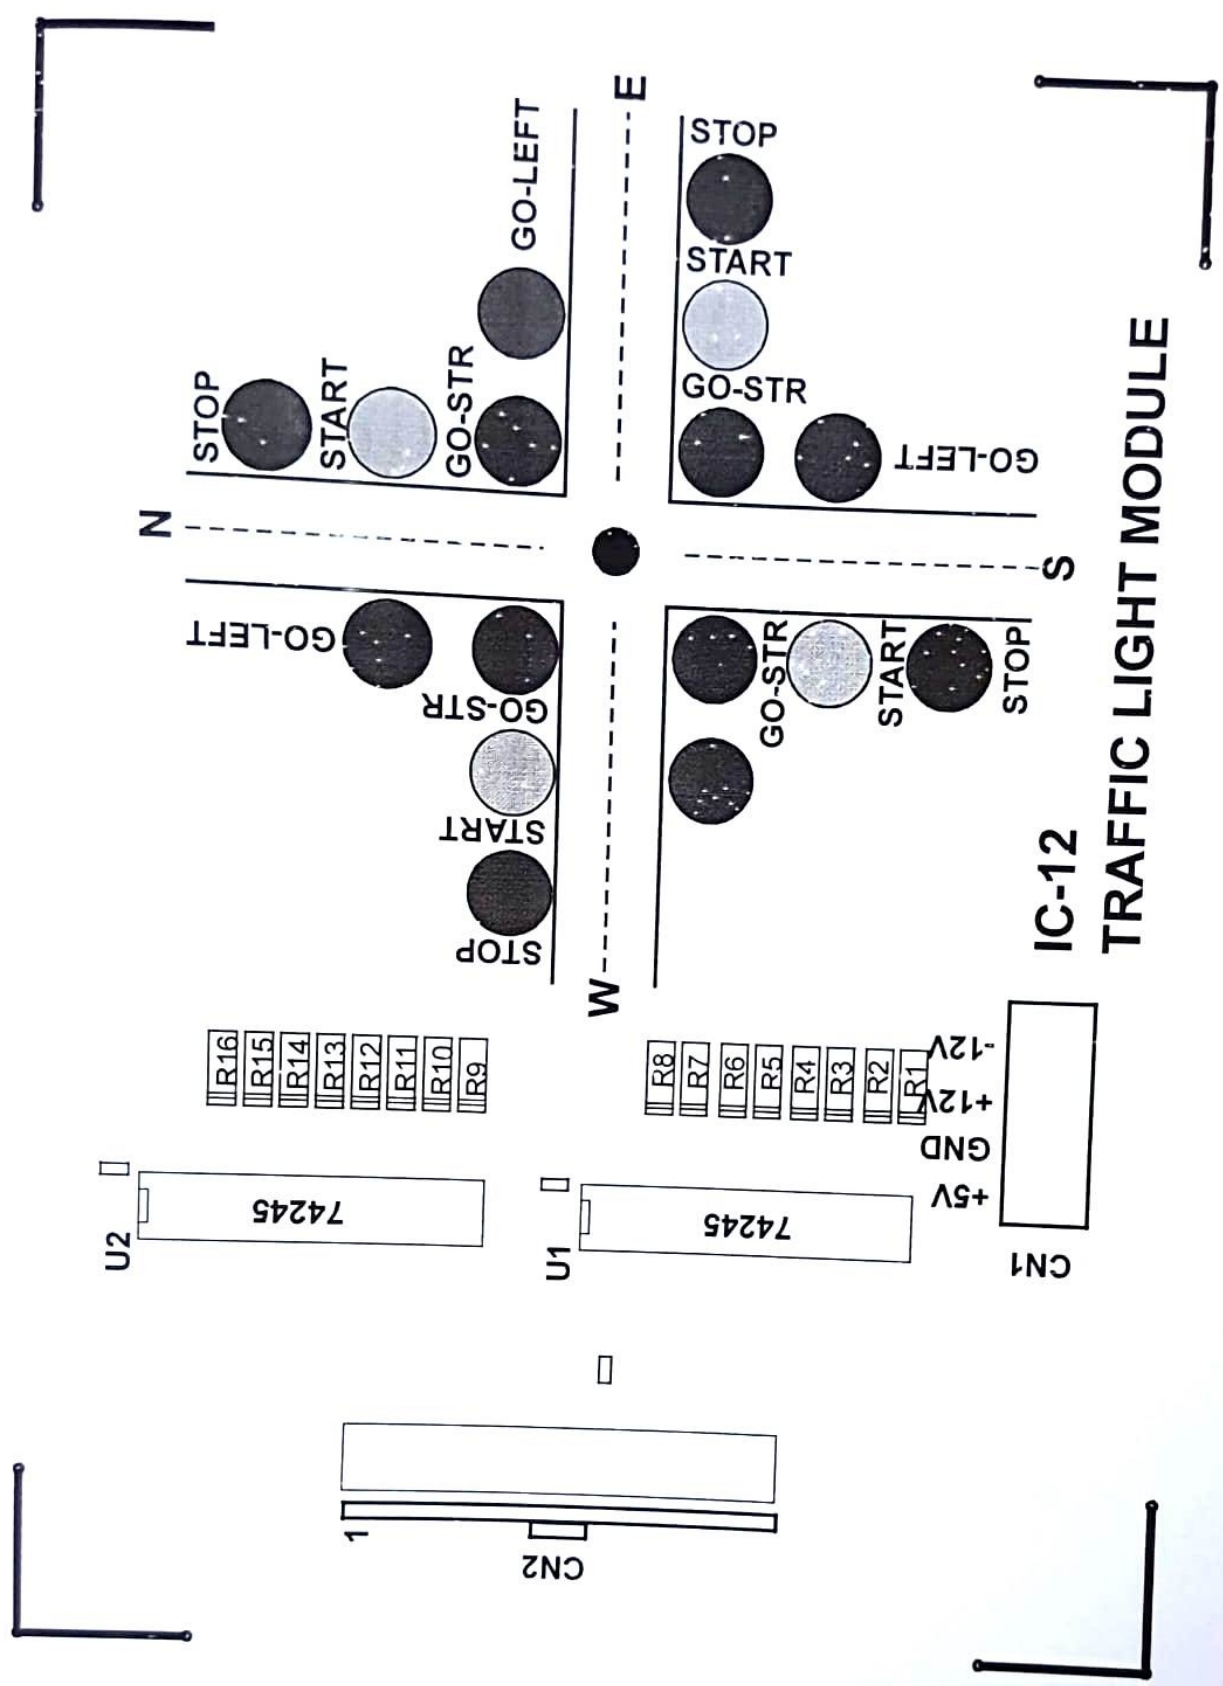 E
STOP
GO-LEFT
START
STOP
START
GO-STR
GO-STR
GO-LEFT
N
S
GO-LEFT
GO-STR
GO-STR
START
STOP
START
STOP
W
IC-12
TRAFFIC LIGHT MODULE
R16
R15
R14
R13
R12
R11
R10
R9
R8
R7
R6
R5
R4
R3
R2
R1
-12V
+12V
GND
+5V
CN1
U2
74245
U1
74245
1
CN2